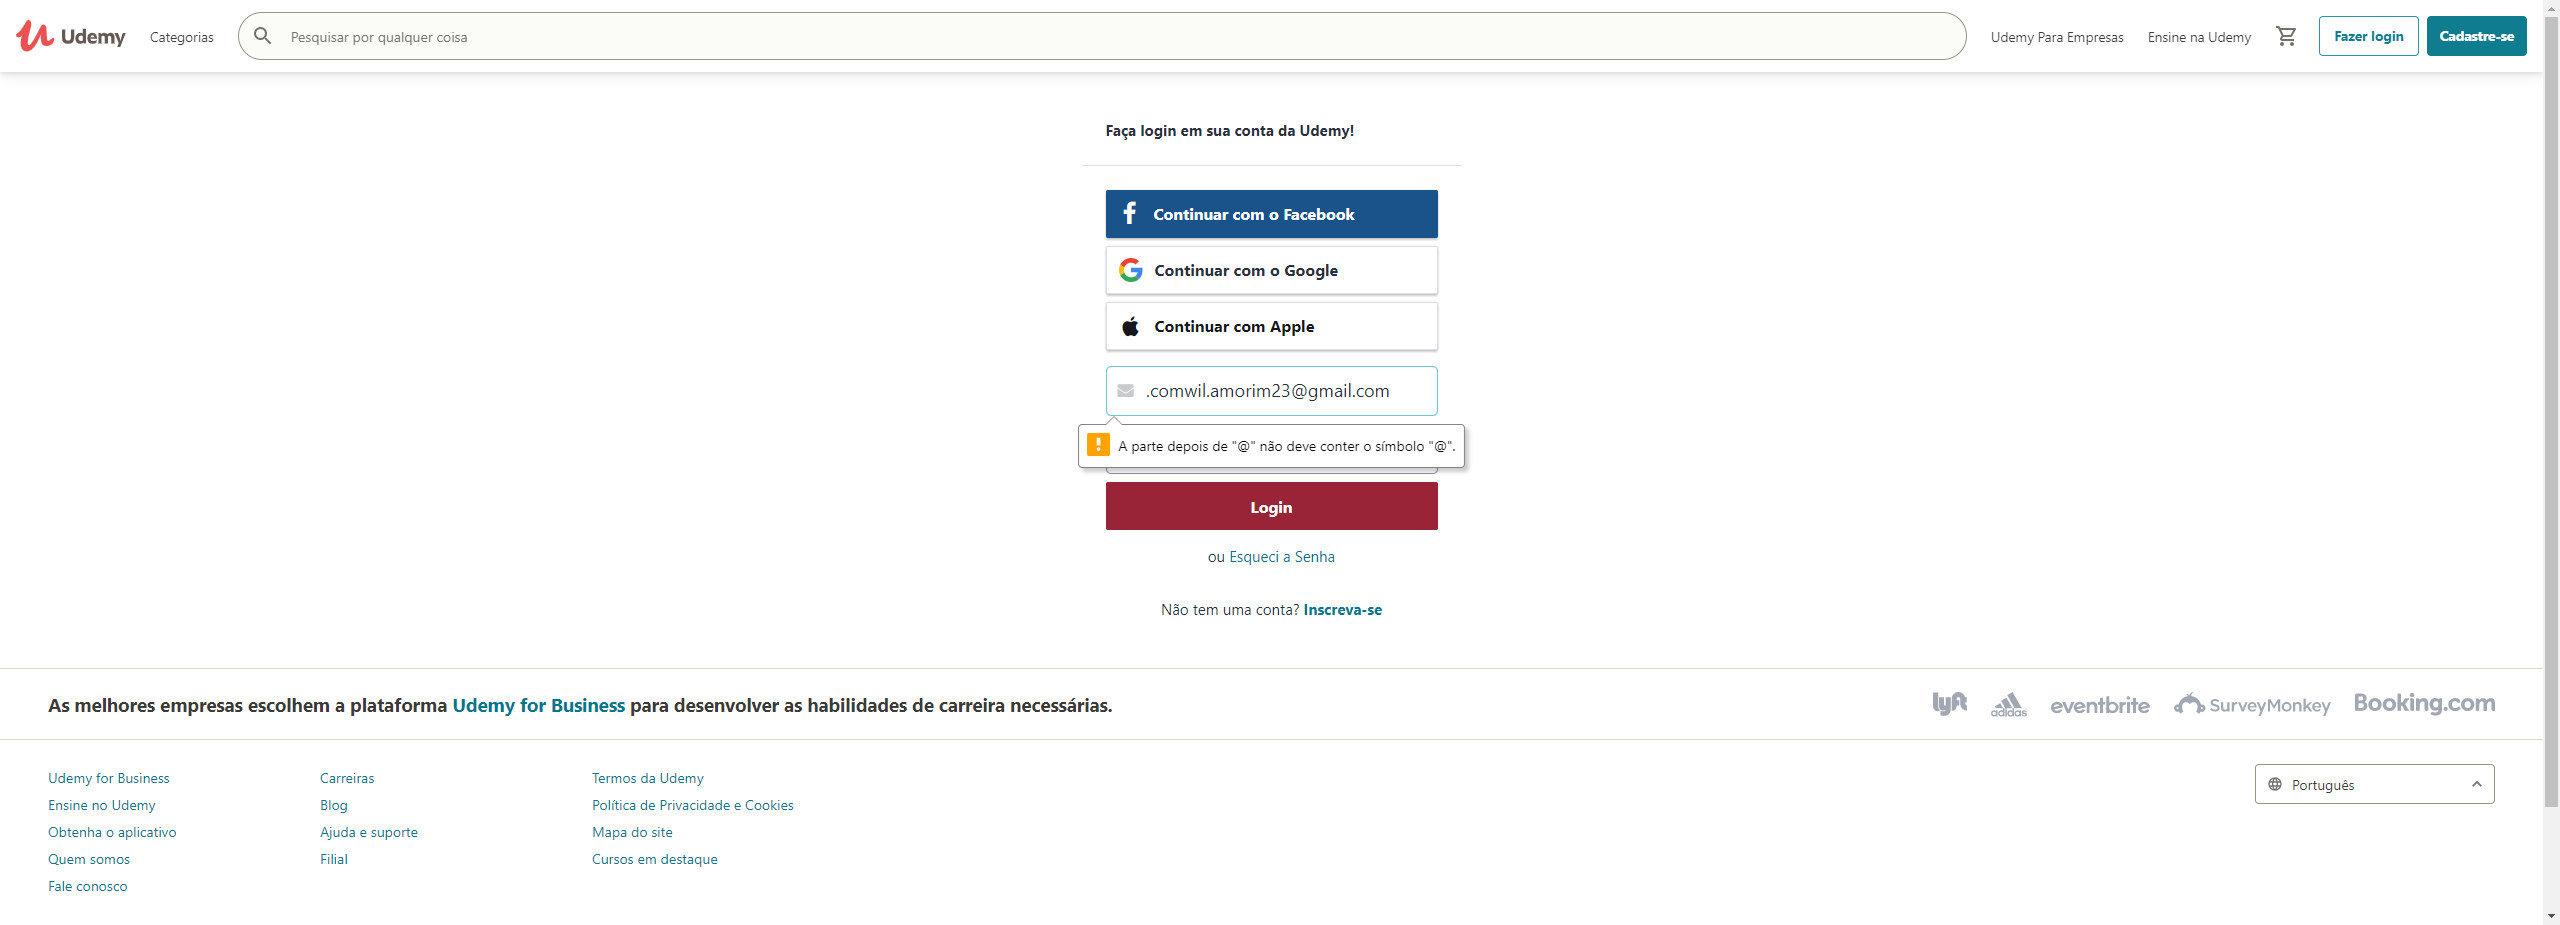 Udemy
Categorias
Pesquisar por qualquer coisa
Udemy Para Empresas
Ensine na Udemy
Fazer login
Cadastre-se
Faça login em sua conta da Udemy!
Continuar com o Facebook
Continuar com o Google
Continuar com Apple
.comwil.amorim23@gmail.com
A parte depois de "@" não deve conter o símbolo "@".
Login
ou Esqueci a Senha
Não tem uma conta? Inscreva-se
As melhores empresas escolhem a plataforma Udemy for Business para desenvolver as habilidades de carreira necessárias.
lyft
adidas
eventbrite
SurveyMonkey
Booking.com
Udemy for Business
Ensine no Udemy
Obtenha o aplicativo
Quem somos
Fale conosco
Carreiras
Blog
Ajuda e suporte
Filial
Termos da Udemy
Política de Privacidade e Cookies
Mapa do site
Cursos em destaque
Português